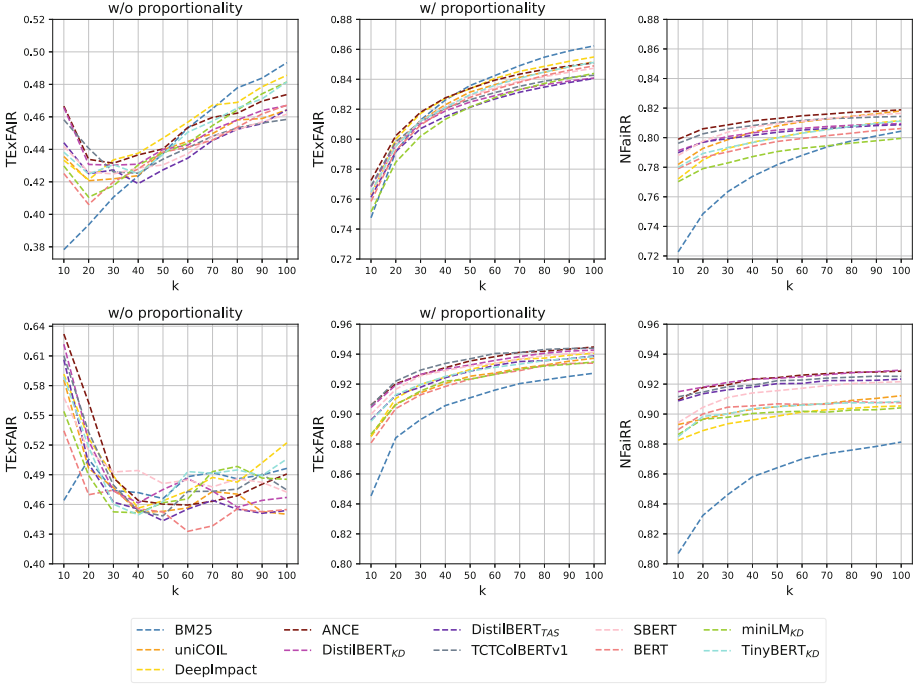 w/o proportionality
0.52
0.50
0.48
0.46
0.44
0.42
0.40
0.38
TExFAIR
10 20 30 40 50 60 70 80 90 100
k
w/ proportionality
0.88
0.86
0.84
0.82
0.80
0.78
0.76
0.74
0.72
TExFAIR
10 20 30 40 50 60 70 80 90 100
k
0.88
0.86
0.84
0.82
0.80
0.78
0.76
0.74
0.72
NFaiRR
10 20 30 40 50 60 70 80 90 100
k
w/o proportionality
0.64
0.61
0.58
0.55
0.52
0.49
0.46
0.43
0.40
TExFAIR
10 20 30 40 50 60 70 80 90 100
k
w/ proportionality
0.96
0.94
0.92
0.90
0.88
0.86
0.84
0.82
0.80
TExFAIR
10 20 30 40 50 60 70 80 90 100
k
0.96
0.94
0.92
0.90
0.88
0.86
0.84
0.82
0.80
NFaiRR
10 20 30 40 50 60 70 80 90 100
k
BM25 ANCE DistilBERT_TAS SBERT miniLM_KD
uniCOIL DistilBERT_KD TCTColBERTv1 BERT TinyBERT_KD
DeepImpact